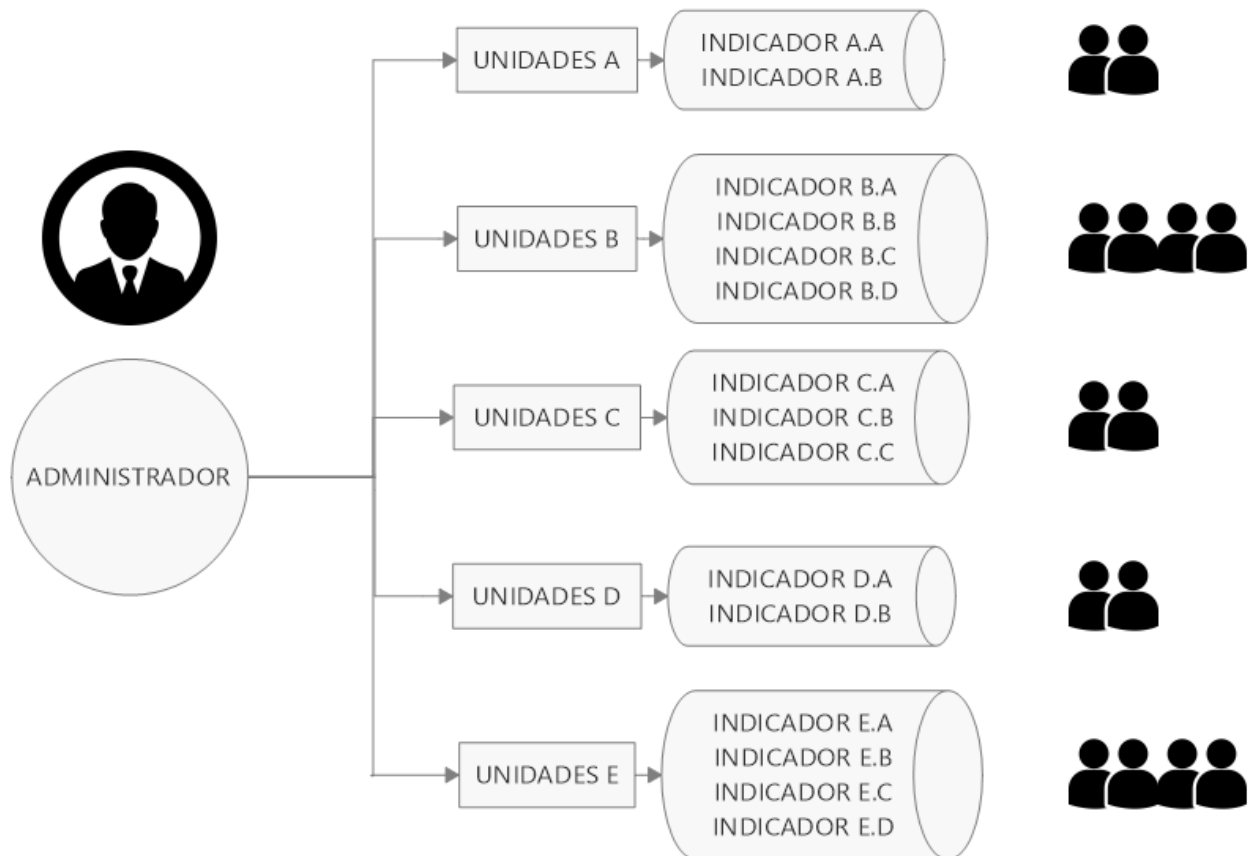 UNIDADES A
INDICADOR A.A
INDICADOR A.B
UNIDADES B
INDICADOR B.A
INDICADOR B.B
INDICADOR B.C
INDICADOR B.D
ADMINISTRADOR
UNIDADES C
INDICADOR C.A
INDICADOR C.B
INDICADOR C.C
UNIDADES D
INDICADOR D.A
INDICADOR D.B
UNIDADES E
INDICADOR E.A
INDICADOR E.B
INDICADOR E.C
INDICADOR E.D